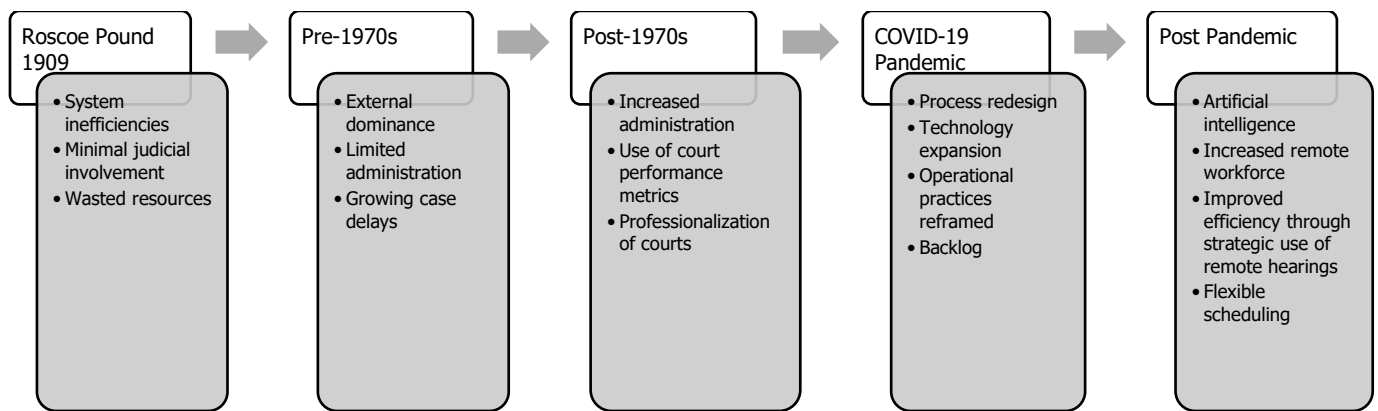 Roscoe Pound
1909
• System
inefficiencies
• Minimal judicial
involvement
• Wasted resources
Pre-1970s
• External
dominance
• Limited
administration
• Growing case
delays
Post-1970s
• Increased
administration
• Use of court
performance
metrics
• Professionalization
of courts
COVID-19
Pandemic
• Process redesign
• Technology
expansion
• Operational
practices
reframed
• Backlog
Post Pandemic
• Artificial
intelligence
• Increased remote
workforce
• Improved
efficiency through
strategic use of
remote hearings
• Flexible
scheduling